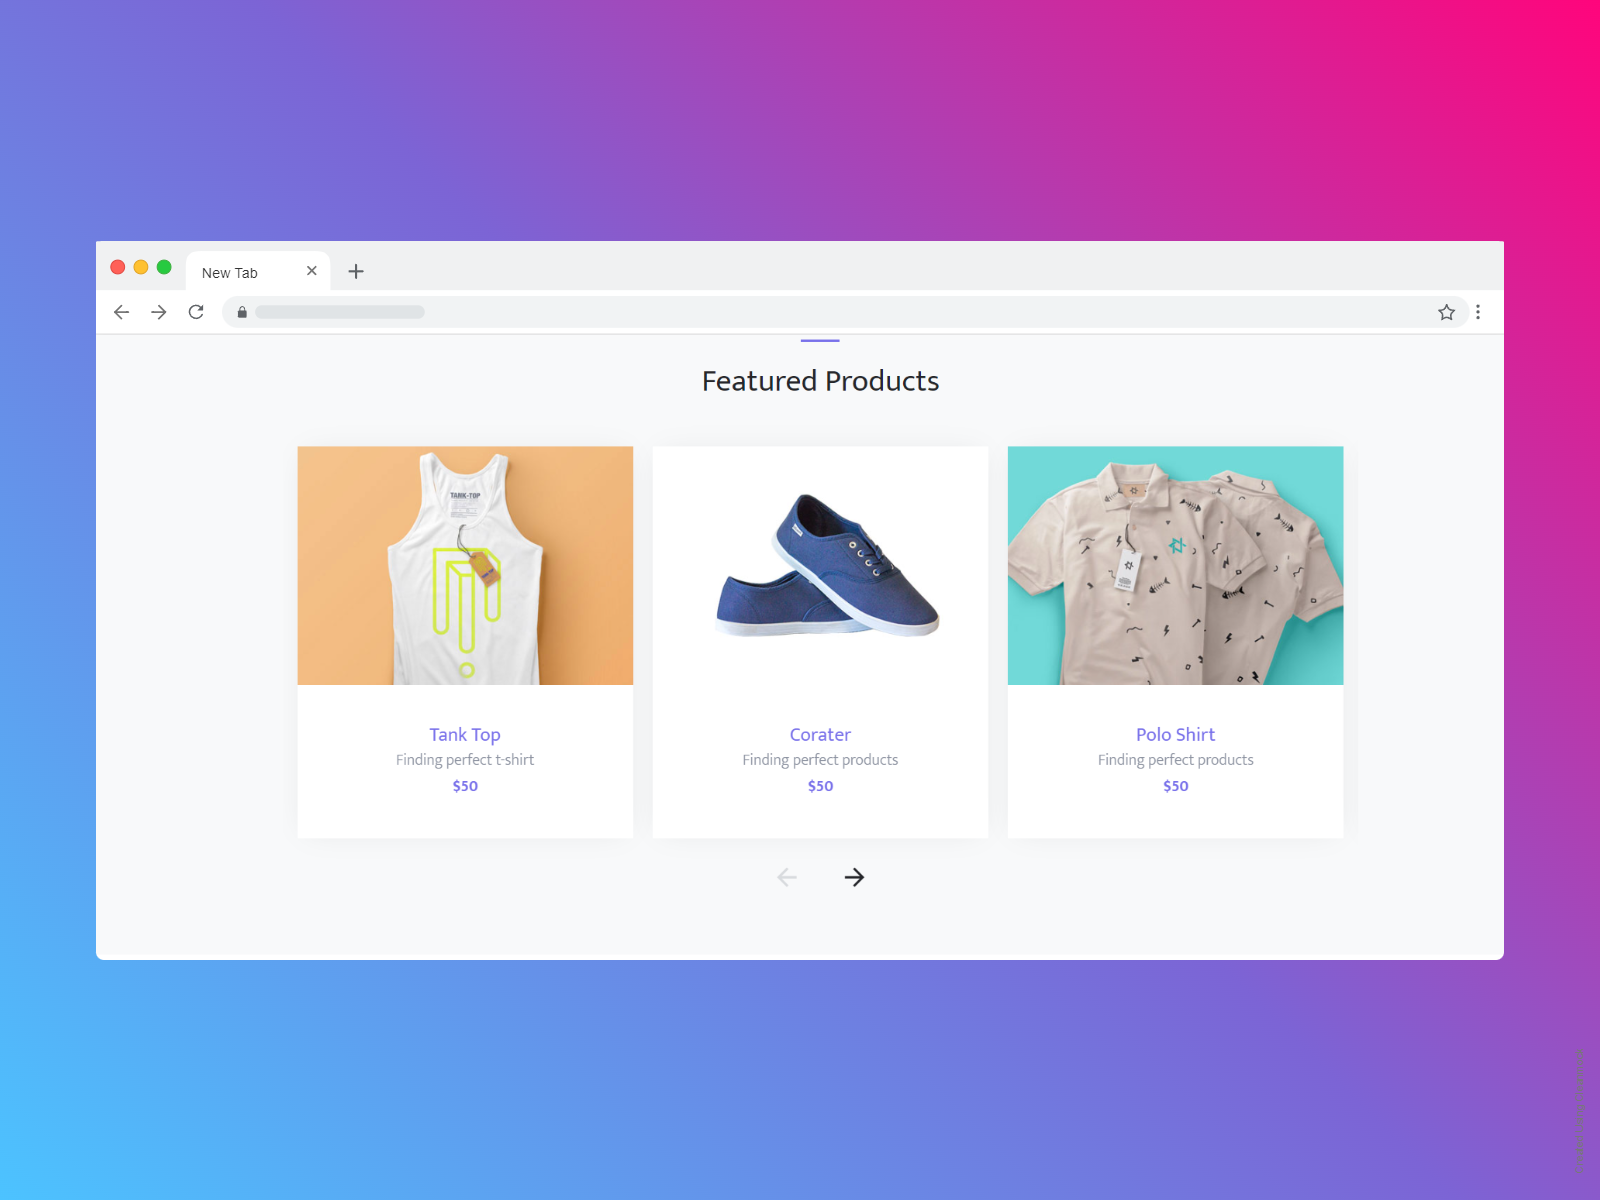 New Tab
Featured Products
TANK-TOP
Tank Top
Finding perfect t-shirt
$50
Corater
Finding perfect products
$50
Polo Shirt
Finding perfect products
$50